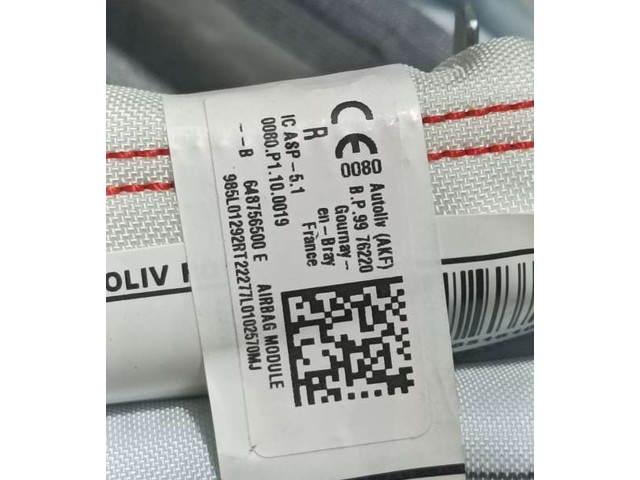 CE 0080
Autoliv (AKF)
B.P.99 76220
Gournay-
en-Bray
France
R
IC ASP-5.1
0080.P1.10.0019
--B 648756500 E AIRBAG MODULE
985L01292RT22277L0102570MJ
OLIV